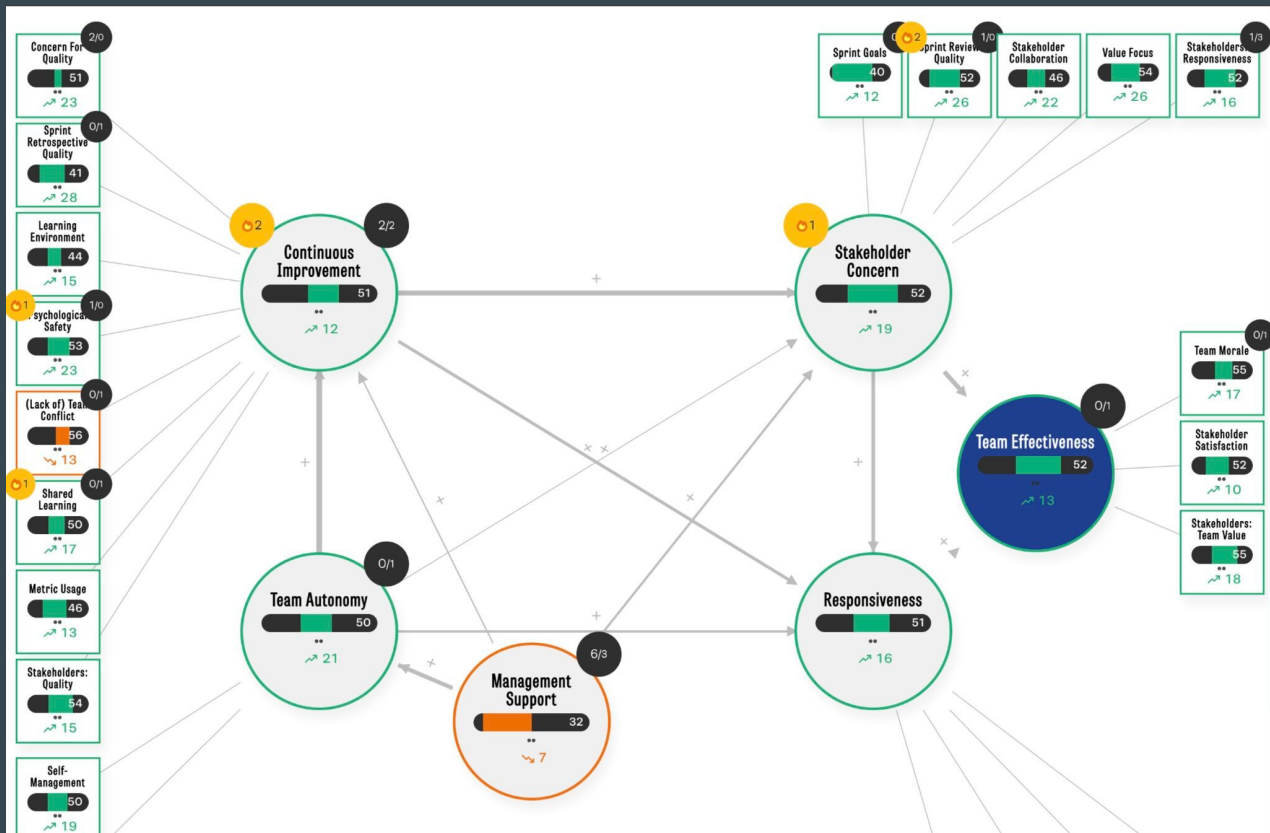 2/0
Concern For
Quality
51
23
0/1
Sprint
Retrospective
Quality
41
28
Learning
Environment
44
15
1
1/0
Psychological
Safety
53
23
0/1
(Lack of) Team
Conflict
56
13
1
0/1
Shared
Learning
50
17
Metric Usage
46
13
Stakeholders:
Quality
54
15
Self-
Management
50
19
2
2/2
Continuous
Improvement
51
12
+
Sprint Goals
40
12
2
1/0
Sprint Review
Quality
52
26
Stakeholder
Collaboration
46
22
Value Focus
54
26
1/3
Stakeholders:
Responsiveness
52
16
1
Stakeholder
Concern
52
19
+
+
+
+
+
+
+
+
0/1
Team Effectiveness
52
13
0/1
Team Morale
55
17
Stakeholder
Satisfaction
52
10
Stakeholders:
Team Value
55
18
0/1
Team Autonomy
50
21
+
+
6/3
Management
Support
32
7
Responsiveness
51
16